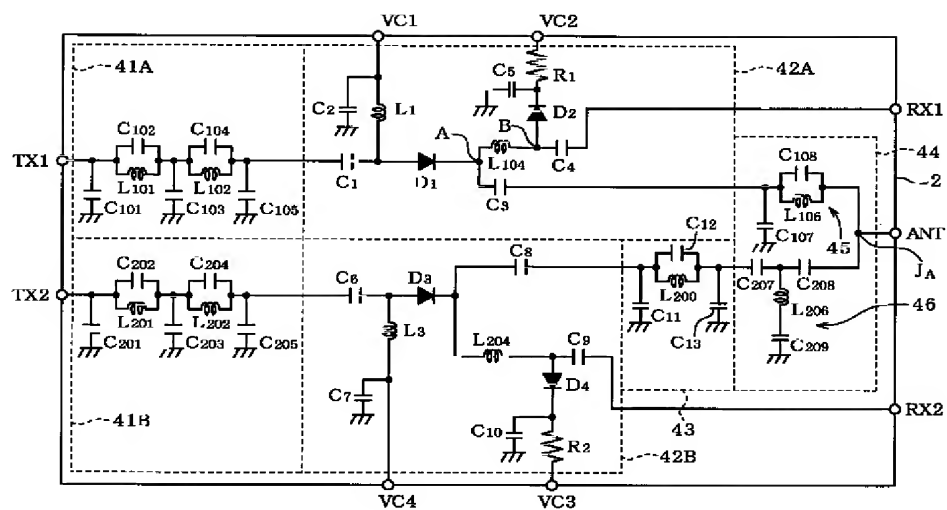 VC1 VC2
41A 42A
C5 R1
C2 L1 D2
RX1
C102 C104 A B C4 44
TX1 L104 C108 2
C1 D1 C3
L101 L102 L106
C101 C103 C105 C107 45 ANT
C12
C202 C204 C6 D3 C8 JA
TX2 L200 C207 C208
L201 L202 L3 C11 L206 46
C201 C203 C205 C13 C209
L204 C9
C7 D4
41B C10 R2 43 RX2
42B
VC4 VC3